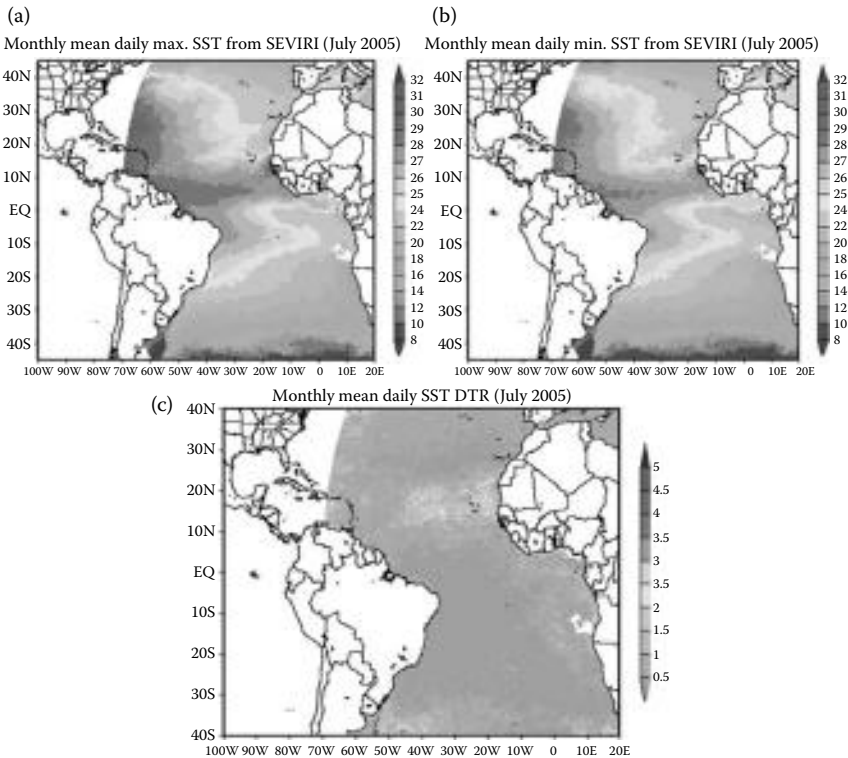 (a)
Monthly mean daily max. SST from SEVIRI (July 2005)
40N
30N
20N
10N
EQ
10S
20S
30S
40S
100W 90W 80W 70W 60W 50W 40W 30W 20W 10W 0 10E 20E
32
31
30
29
28
27
26
25
24
22
20
18
16
14
12
10
8
(b)
Monthly mean daily min. SST from SEVIRI (July 2005)
40N
30N
20N
10N
EQ
10S
20S
30S
40S
100W 90W 80W 70W 60W 50W 40W 30W 20W 10W 0 10E 20E
32
31
30
29
28
27
26
25
24
22
20
18
16
14
12
10
8
(c)
Monthly mean daily SST DTR (July 2005)
40N
30N
20N
10N
EQ
10S
20S
30S
40S
100W 90W 80W 70W 60W 50W 40W 30W 20W 10W 0 10E 20E
5
4.5
4
3.5
3
3.5
2
1.5
1
0.5